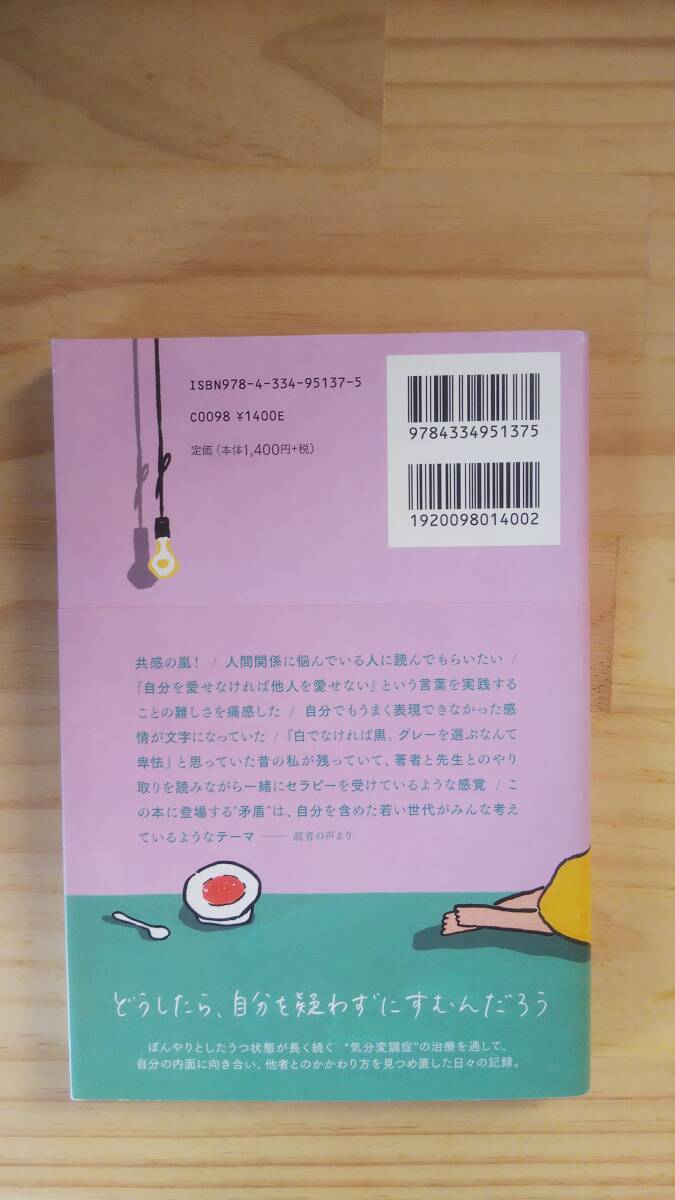 ISBN978-4-334-95137-5
C0098 ¥1400E
定価(本体1,400円+税)
9784334951375
1920098014002
共感の嵐! / 人間関係に悩んでいる人に読んでもらいたい /
『自分を愛せなければ他人を愛せない』という言葉を実践する
ことの難しさを痛感した / 自分でもうまく表現できなかった感
情が文字になっていた / 『白でなければ黒。グレーを選ぶなんて
卑怯』と思っていた昔の私が残っていて、著者と先生とのやり
取りを読みながら一緒にセラピーを受けているような感覚 / こ
の本に登場する“矛盾”は、自分を含めた若い世代がみんな考え
ているようなテーマ ―― 読者の声より
どうしたら、自分を疑わずにすむんだろう
ぼんやりとしたうつ状態が長く続く “気分変調症”の治療を通して、
自分の内面に向き合い、他者とのかかわり方を見つめ直した日々の記録。